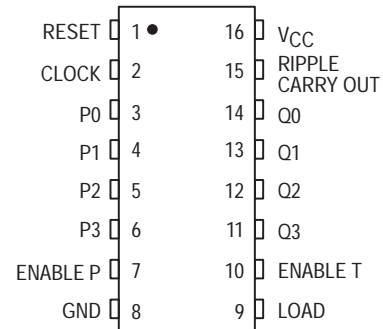 RESET 1 16 VCC
CLOCK 2 15 RIPPLE
CARRY OUT
P0 3 14 Q0
P1 4 13 Q1
P2 5 12 Q2
P3 6 11 Q3
ENABLE P 7 10 ENABLE T
GND 8 9 LOAD